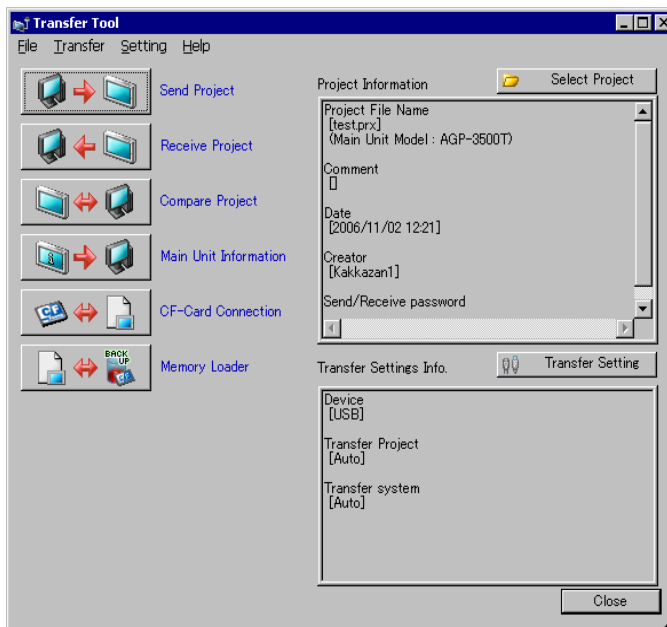 Transfer Tool
File Transfer Setting Help
Send Project
Receive Project
Compare Project
Main Unit Information
CF
CF-Card Connection
BACK
UP
CF
Memory Loader
Project Information
Select Project
Project File Name
[test.prx]
(Main Unit Model : AGP-3500T)
Comment
[]
Date
[2006/11/02 12:21]
Creator
[Kakkazan1]
Send/Receive password
Transfer Settings Info.
Transfer Setting
Device
[USB]
Transfer Project
[Auto]
Transfer system
[Auto]
Close